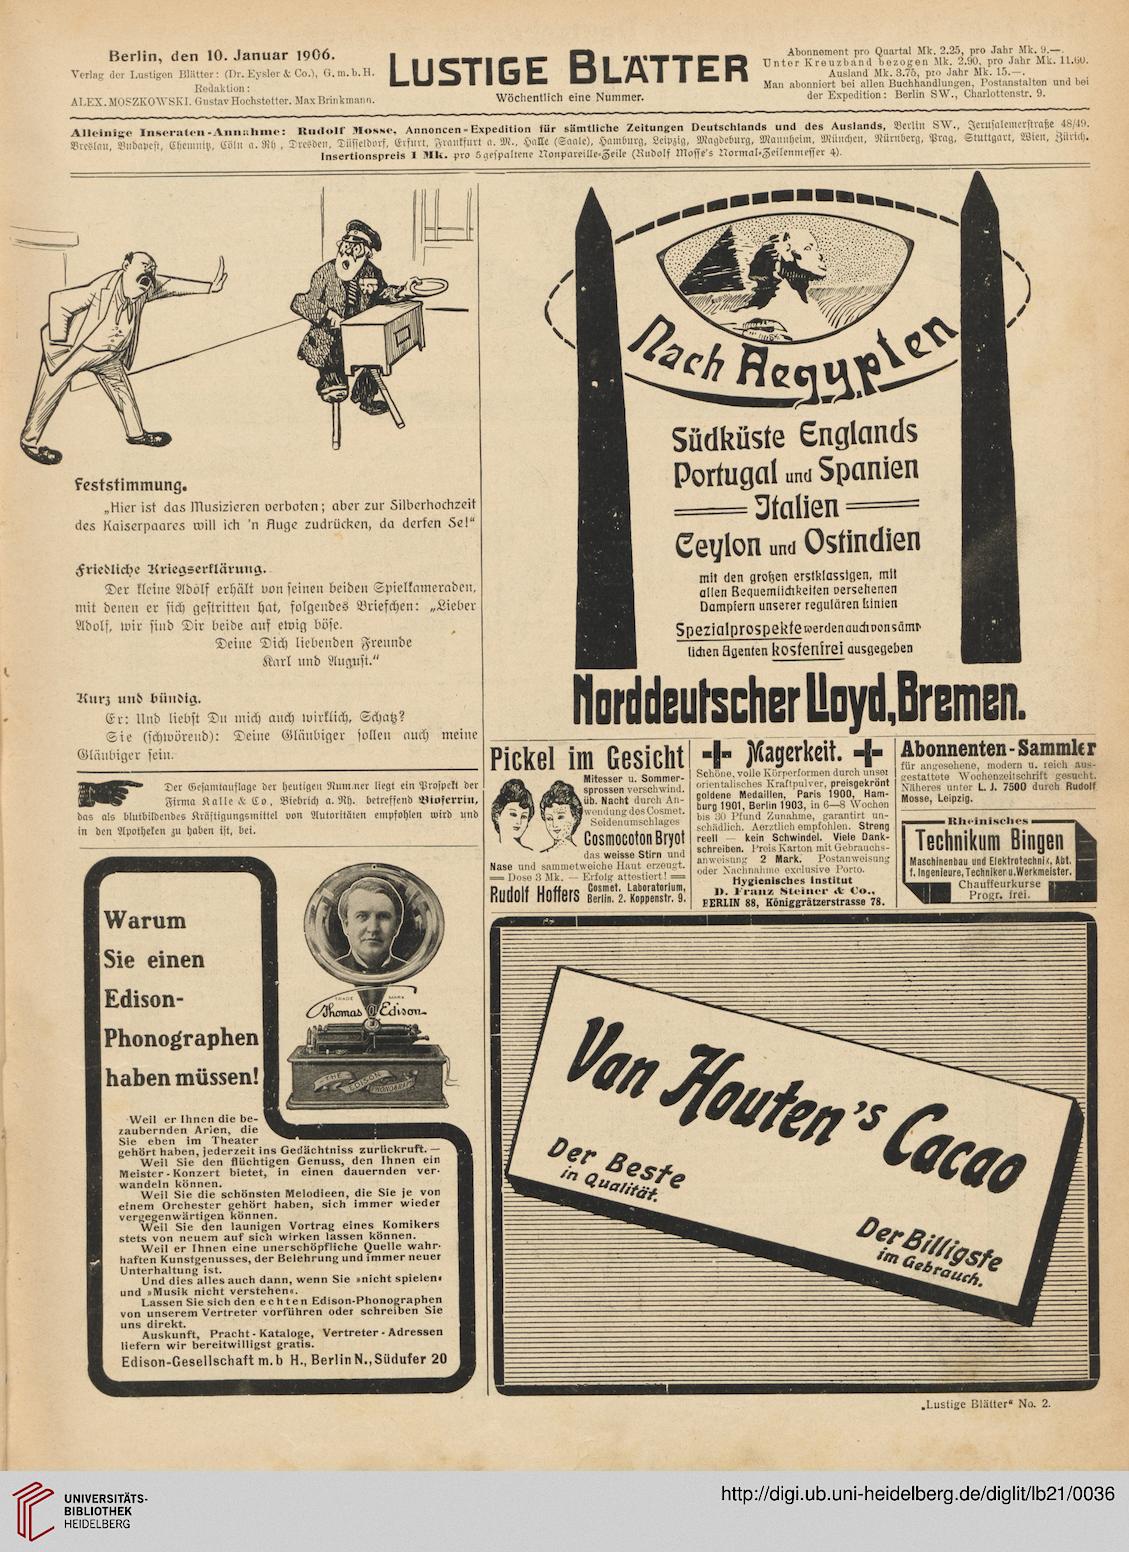 Berlin, den 10. Januar 1906.
Verlag der Lustigen Blätter: (Dr. Eysler & Co.), G. m. b. H.
Redaktion:
ALEX. MOSZKOWSKI. Gustav Hochstetter. Max Brinkmann.
LUSTIGE BLÄTTER
Wöchentlich eine Nummer.
Abonnement pro Quartal Mk. 2.25, pro Jahr Mk. 9.—.
Unter Kreuzband bezogen Mk. 2.90, pro Jahr Mk. 11.60.
Ausland Mk. 3.75, pro Jahr Mk. 15.—.
Man abonniert bei allen Buchhandlungen, Postanstalten und bei
der Expedition: Berlin SW., Charlottenstr. 9.
Alleinige Inseraten-Annahme: Rudolf Mosse, Annoncen-Expedition für sämtliche Zeitungen Deutschlands und des Auslands, Berlin SW., Jerusalemerstraße 48/49.
Breslau, Budapest, Chemnitz, Cöln a. Rh., Dresden, Düsseldorf, Erfurt, Frankfurt a. M., Halle (Saale), Hamburg, Leipzig, Magdeburg, Mannheim, München, Nürnberg, Prag, Stuttgart, Wien, Zürich.
Insertionspreis 1 Mk. pro 5gespaltene Nonpareille-Zeile (Rudolf Mosse's Normal-Zeilenmesser 4).
Feststimmung.
„Hier ist das Musizieren verboten; aber zur Silberhochzeit
des Kaiserpaares will ich 'n Auge zudrücken, da derfen Se!"
Friedliche Kriegserklärung.
Der kleine Adolf erhält von seinen beiden Spielkameraden,
mit denen er sich gestritten hat, folgendes Briefchen: „Lieber
Adolf, wir sind Dir beide auf ewig böse.
Deine Dich liebenden Freunde
Karl und August."
Kurz und bündig.
Er: Und liebst Du mich auch wirklich, Schatz?
Sie (schwörend): Deine Gläubiger sollen auch meine
Gläubiger sein.
Der Gesamtauflage der heutigen Nummer liegt ein Prospekt der
Firma Kalle & Co., Biebrich a. Rh. betreffend Bioferrin,
das als blutbildendes Kräftigungsmittel von Autoritäten empfohlen wird und
in den Apotheken zu haben ist, bei.
Warum
Sie einen
Edison-
Phonographen
haben müssen!
TRADE MARK
Thomas A Edison
THE EDISON PHONOGRAPH
Weil er Ihnen die be-
zaubernden Arien, die
Sie eben im Theater
gehört haben, jederzeit ins Gedächtniss zurückruft. —
Weil Sie den flüchtigen Genuss, den Ihnen ein
Meister-Konzert bietet, in einen dauernden ver-
wandeln können.
Weil Sie die schönsten Melodieen, die Sie je von
einem Orchester gehört haben, sich immer wieder
vergegenwärtigen können.
Weil Sie den launigen Vortrag eines Komikers
stets von neuem auf sich wirken lassen können.
Weil er Ihnen eine unerschöpfliche Quelle wahr-
haften Kunstgenusses, der Belehrung und immer neuer
Unterhaltung ist.
Und dies alles auch dann, wenn Sie »nicht spielen«
und »Musik nicht verstehen«.
Lassen Sie sich den echten Edison-Phonographen
von unserem Vertreter vorführen oder schreiben Sie
uns direkt.
Auskunft, Pracht-Kataloge, Vertreter-Adressen
liefern wir bereitwilligst gratis.
Edison-Gesellschaft m. b H., Berlin N., Südufer 20
Nach Aegypten
Südküste Englands
Portugal und Spanien
Italien
Ceylon und Ostindien
mit den großen erstklassigen, mit
allen Bequemlichkeiten versehenen
Dampfern unserer regulären Linien
Spezialprospekte werden auch von sämt-
lichen Agenten kostenfrei ausgegeben
Norddeutscher Lloyd, Bremen.
Pickel im Gesicht
Mitesser u. Sommer-
sprossen verschwind.
üb. Nacht durch An-
wendung des Cosmet.
Seidenumschlages
Cosmocoton Bryot
das weisse Stirn und
Nase und sammetweiche Haut erzeugt.
Dose 3 Mk. — Erfolg attestiert!
Rudolf Hoffers Cosmet. Laboratorium,
Berlin. 2. Koppenstr. 9.
Magerkeit.
Schöne, volle Körperformen durch unser
orientalisches Kraftpulver, preisgekrönt
goldene Medaillen, Paris 1900, Ham-
burg 1901, Berlin 1903, in 6—8 Wochen
bis 30 Pfund Zunahme, garantirt un-
schädlich. Aerztlich empfohlen. Streng
reell — kein Schwindel. Viele Dank-
schreiben. Preis Karton mit Gebrauchs-
anweisung 2 Mark. Postanweisung
oder Nachnahme exclusive Porto.
Hygienisches Institut
D. Franz Steiner & Co.,
BERLIN 88, Königgrätzerstrasse 78.
Abonnenten-Sammler
für angesehene, modern u. reich aus-
gestattete Wochenzeitschrift gesucht.
Näheres unter L. J. 7500 durch Rudolf
Mosse, Leipzig.
Rheinisches
Technikum Bingen
Maschinenbau und Elektrotechnik, Abt.
f. Ingenieure, Techniker u. Werkmeister.
Chauffeurkurse
Progr. frei.
Van Houten's Cacao
Der Beste
in Qualität.
Der Billigste
im Gebrauch.
„Lustige Blätter" No. 2.
UNIVERSITÄTS-
BIBLIOTHEK
HEIDELBERG
http://digi.ub.uni-heidelberg.de/diglit/lb21/0036